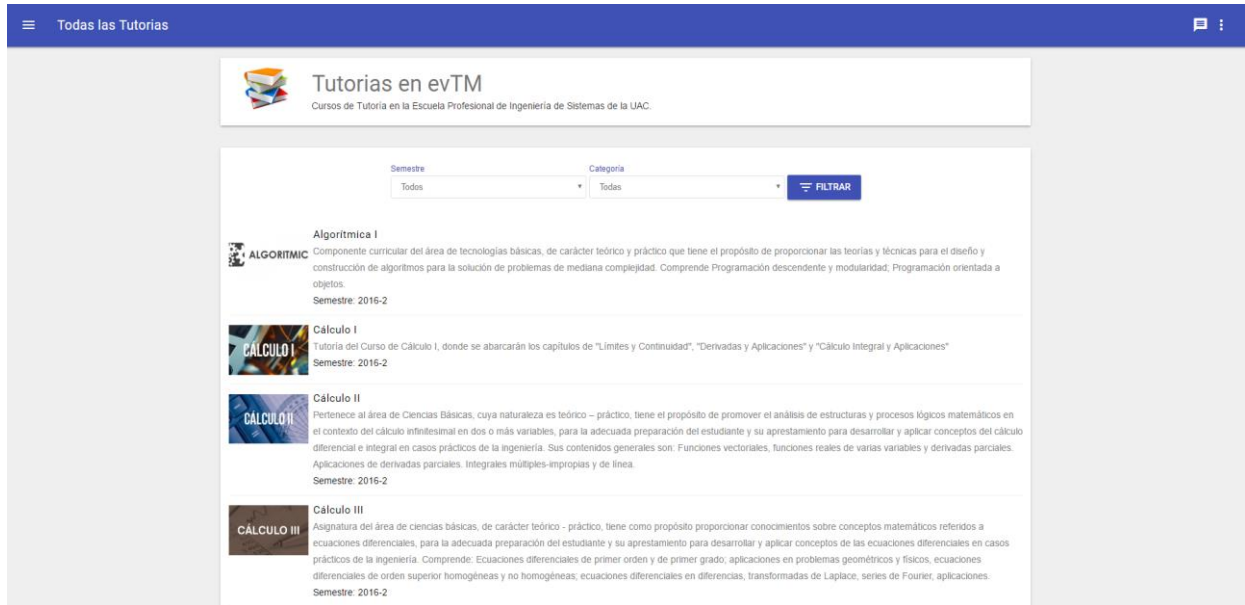 Todas las Tutorias
Tutorias en evTM
Cursos de Tutoría en la Escuela Profesional de Ingeniería de Sistemas de la UAC.
Semestre
Categoria
Todos
Todas
FILTRAR
Algorítmica I
ALGORITMIC
Componente curricular del área de tecnologías básicas, de carácter teórico y práctico que tiene el propósito de proporcionar las teorías y técnicas para el diseño y
construcción de algoritmos para la solución de problemas de mediana complejidad. Comprende Programación descendente y modularidad; Programación orientada a
objetos.
Semestre: 2016-2
CÁLCULO I
Cálculo I
Tutoría del Curso de Cálculo I, donde se abarcarán los capítulos de "Límites y Continuidad", "Derivadas y Aplicaciones" y "Cálculo Integral y Aplicaciones"
Semestre: 2016-2
CÁLCULO II
Cálculo II
Pertenece al área de Ciencias Básicas, cuya naturaleza es teórico – práctico, tiene el propósito de promover el análisis de estructuras y procesos lógicos matemáticos en
el contexto del cálculo infinitesimal en dos o más variables, para la adecuada preparación del estudiante y su aprestamiento para desarrollar y aplicar conceptos del cálculo
diferencial e integral en casos prácticos de la ingeniería. Sus contenidos generales son: Funciones vectoriales, funciones reales de varias variables y derivadas parciales.
Aplicaciones de derivadas parciales. Integrales múltiples-impropias y de línea.
Semestre: 2016-2
CÁLCULO III
Cálculo III
Asignatura del área de ciencias básicas, de carácter teórico - práctico, tiene como propósito proporcionar conocimientos sobre conceptos matemáticos referidos a
ecuaciones diferenciales, para la adecuada preparación del estudiante y su aprestamiento para desarrollar y aplicar conceptos de las ecuaciones diferenciales en casos
prácticos de la ingeniería. Comprende: Ecuaciones diferenciales de primer orden y de primer grado; aplicaciones en problemas geométricos y físicos, ecuaciones
diferenciales de orden superior homogéneas y no homogéneas; ecuaciones diferenciales en diferencias, transformadas de Laplace, series de Fourier, aplicaciones.
Semestre: 2016-2